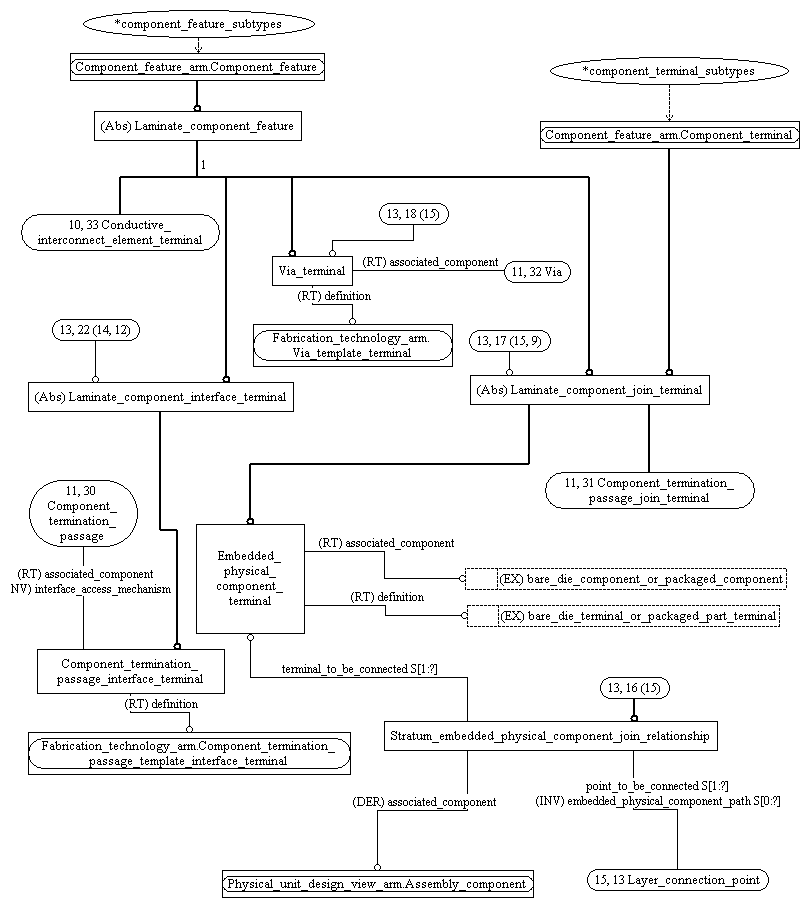 *component_feature_subtypes
Component_feature_arm.Component_feature
*component_terminal_subtypes
(Abs) Laminate_component_feature
Component_feature_arm.Component_terminal
1
13, 18 (15)
10, 33 Conductive_
interconnect_element_terminal
(RT) associated_component
Via_terminal
11, 32 Via
(RT) definition
13, 22 (14, 12)
Fabrication_technology_arm.
Via_template_terminal
13, 17 (15, 9)
(Abs) Laminate_component_interface_terminal
(Abs) Laminate_component_join_terminal
11, 30
Component_
termination_
passage
11, 31 Component_termination_
passage_join_terminal
(RT) associated_component
NV) interface_access_mechanism
Embedded_
physical_
component_
terminal
(RT) associated_component
(EX) bare_die_component_or_packaged_component
(RT) definition
(EX) bare_die_terminal_or_packaged_part_terminal
Component_termination_
passage_interface_terminal
terminal_to_be_connected S[1:?]
(RT) definition
13, 16 (15)
Fabrication_technology_arm.Component_termination_
passage_template_interface_terminal
Stratum_embedded_physical_component_join_relationship
point_to_be_connected S[1:?]
(INV) embedded_physical_component_path S[0:?]
(DER) associated_component
Physical_unit_design_view_arm.Assembly_component
15, 13 Layer_connection_point